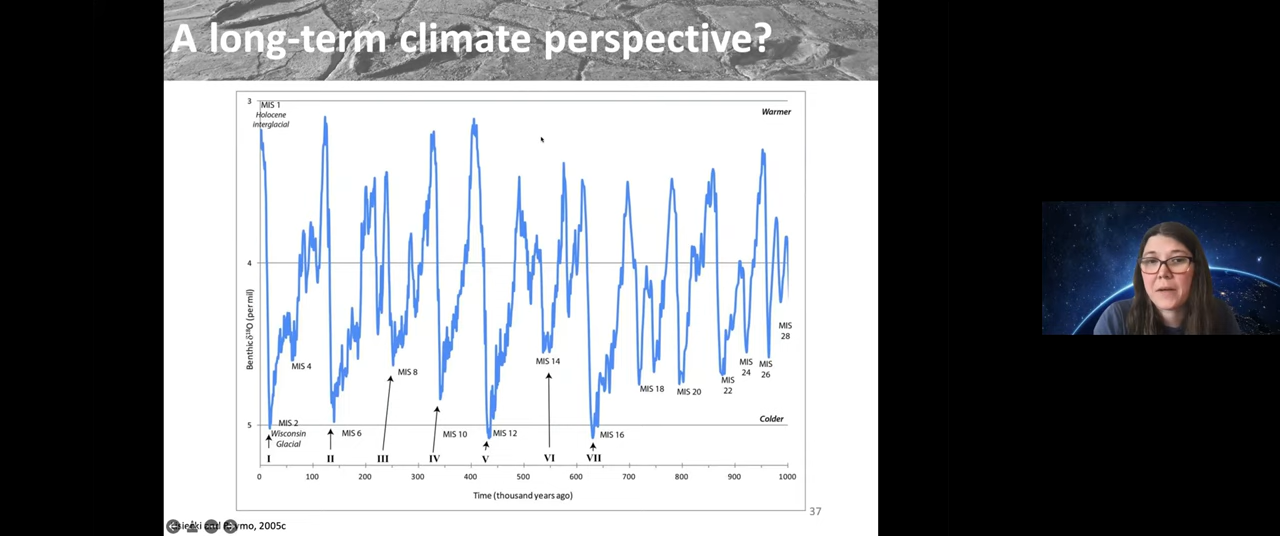 A long-term climate perspective?
3
MIS 1
Holocene
interglacial
Warmer
4
Benthic δ¹⁸O (per mil)
MIS 4
MIS 8
MIS 14
MIS 18
MIS 20
MIS
22
MIS
24
MIS
26
MIS
28
5
Colder
MIS 2
Wisconsin
Glacial
MIS 6
MIS 10
MIS 12
MIS 16
I
II
III
IV
V
VI
VII
0
100
200
300
400
500
600
700
800
900
1000
Time (thousand years ago)
37
2005c